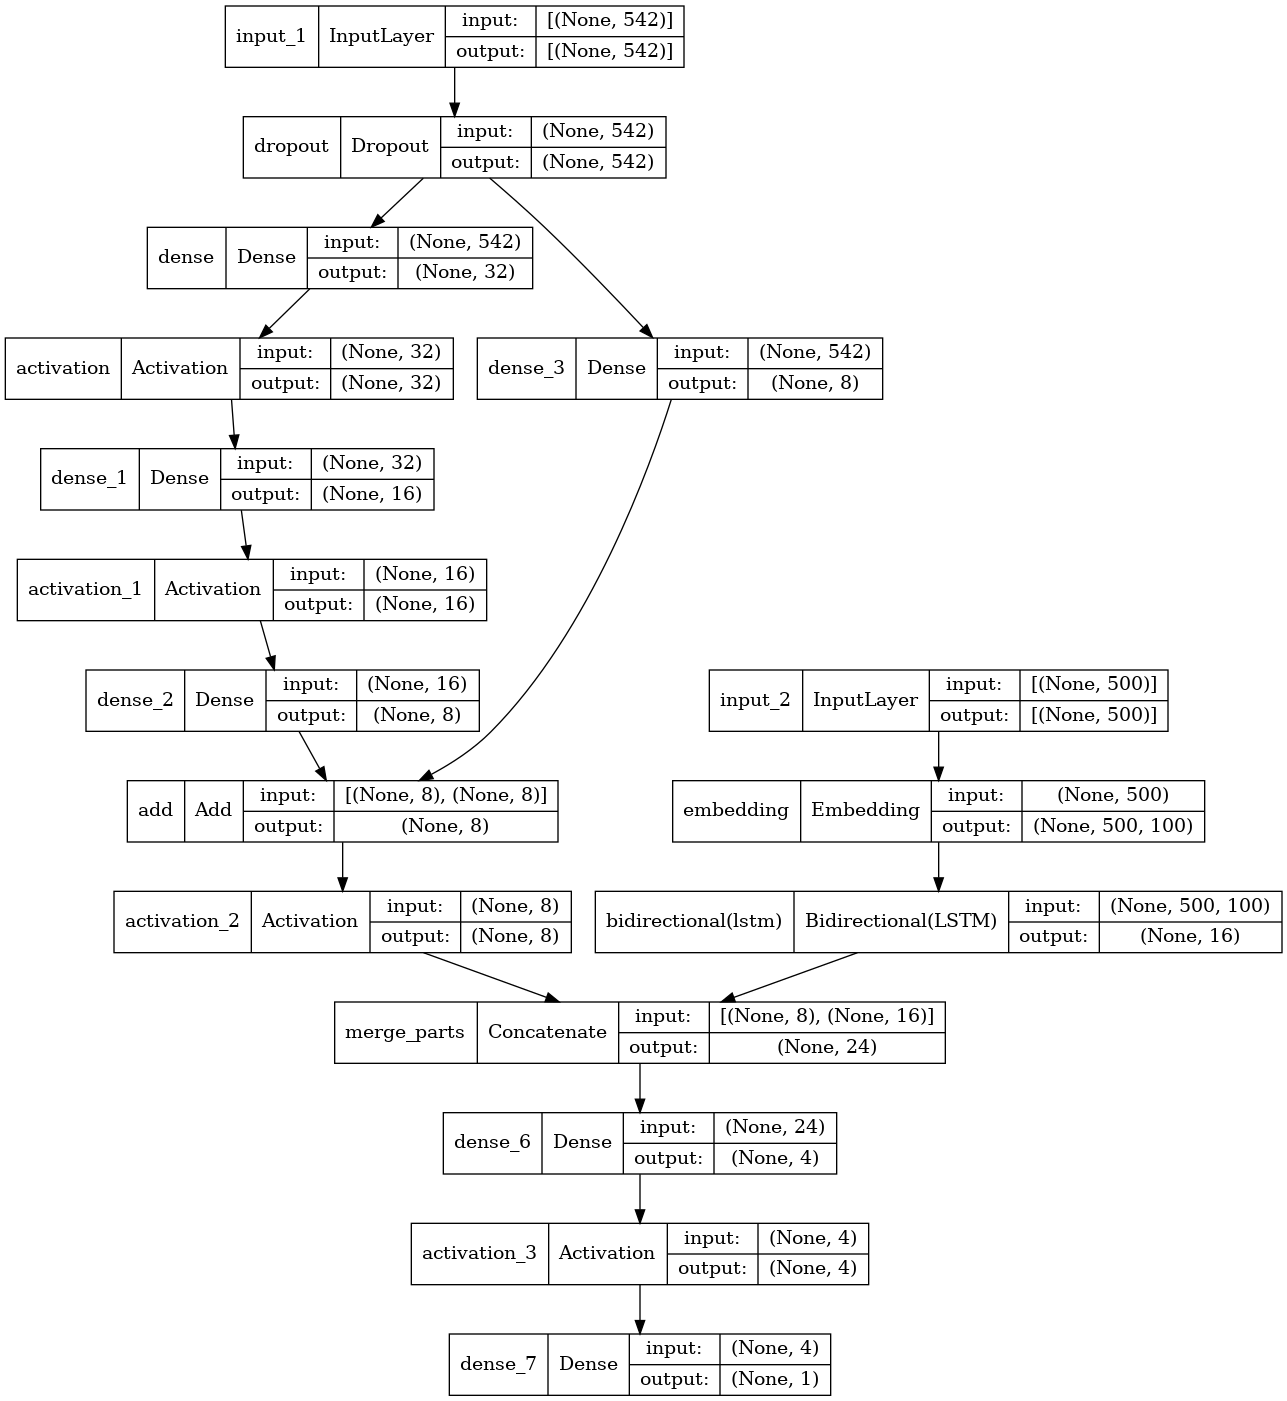 input_1 InputLayer input: [(None, 542)]
output: [(None, 542)]
dropout Dropout input: (None, 542)
output: (None, 542)
dense Dense input: (None, 542)
output: (None, 32)
activation Activation input: (None, 32)
output: (None, 32)
dense_3 Dense input: (None, 542)
output: (None, 8)
dense_1 Dense input: (None, 32)
output: (None, 16)
activation_1 Activation input: (None, 16)
output: (None, 16)
dense_2 Dense input: (None, 16)
output: (None, 8)
input_2 InputLayer input: [(None, 500)]
output: [(None, 500)]
add Add input: [(None, 8), (None, 8)]
output: (None, 8)
embedding Embedding input: (None, 500)
output: (None, 500, 100)
activation_2 Activation input: (None, 8)
output: (None, 8)
bidirectional(lstm) Bidirectional(LSTM) input: (None, 500, 100)
output: (None, 16)
merge_parts Concatenate input: [(None, 8), (None, 16)]
output: (None, 24)
dense_6 Dense input: (None, 24)
output: (None, 4)
activation_3 Activation input: (None, 4)
output: (None, 4)
dense_7 Dense input: (None, 4)
output: (None, 1)